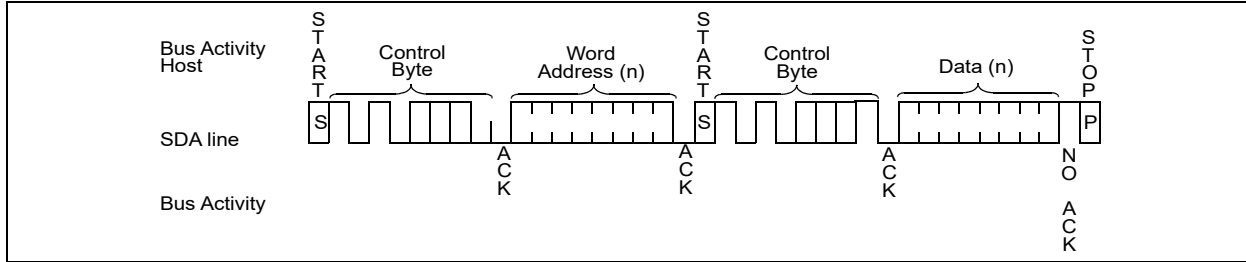 Bus Activity
Host
START
Control
Byte
Word
Address (n)
START
Control
Byte
Data (n)
STOP
SDA line
S
S
P
ACK
ACK
ACK
NO ACK
Bus Activity